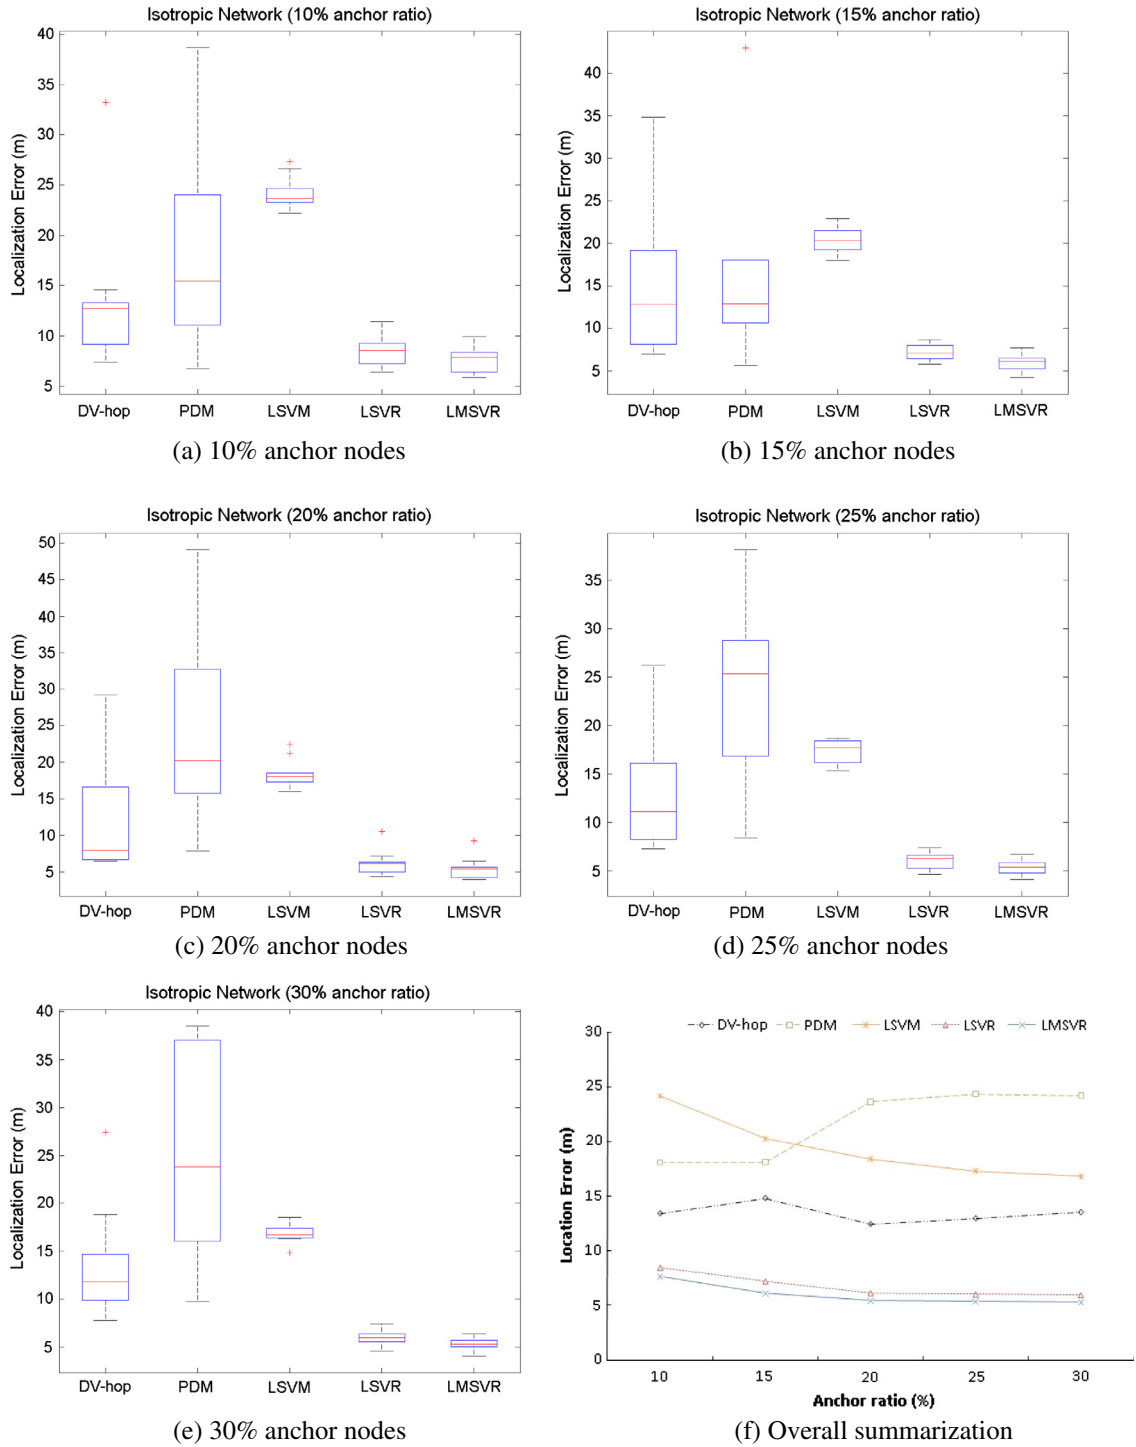 Isotropic Network (10% anchor ratio)
Localization Error (m)
40
35
30
25
20
15
10
5
DV-hop PDM LSVM LSVR LMSVR
(a) 10% anchor nodes
Isotropic Network (15% anchor ratio)
Localization Error (m)
40
35
30
25
20
15
10
5
DV-hop PDM LSVM LSVR LMSVR
(b) 15% anchor nodes
Isotropic Network (20% anchor ratio)
Localization Error (m)
50
45
40
35
30
25
20
15
10
5
DV-hop PDM LSVM LSVR LMSVR
(c) 20% anchor nodes
Isotropic Network (25% anchor ratio)
Localization Error (m)
35
30
25
20
15
10
5
DV-hop PDM LSVM LSVR LMSVR
(d) 25% anchor nodes
Isotropic Network (30% anchor ratio)
Localization Error (m)
40
35
30
25
20
15
10
5
DV-hop PDM LSVM LSVR LMSVR
(e) 30% anchor nodes
DV-hop PDM LSVM LSVR LMSVR
Location Error (m)
30
25
20
15
10
5
0
10 15 20 25 30
Anchor ratio (%)
(f) Overall summarization